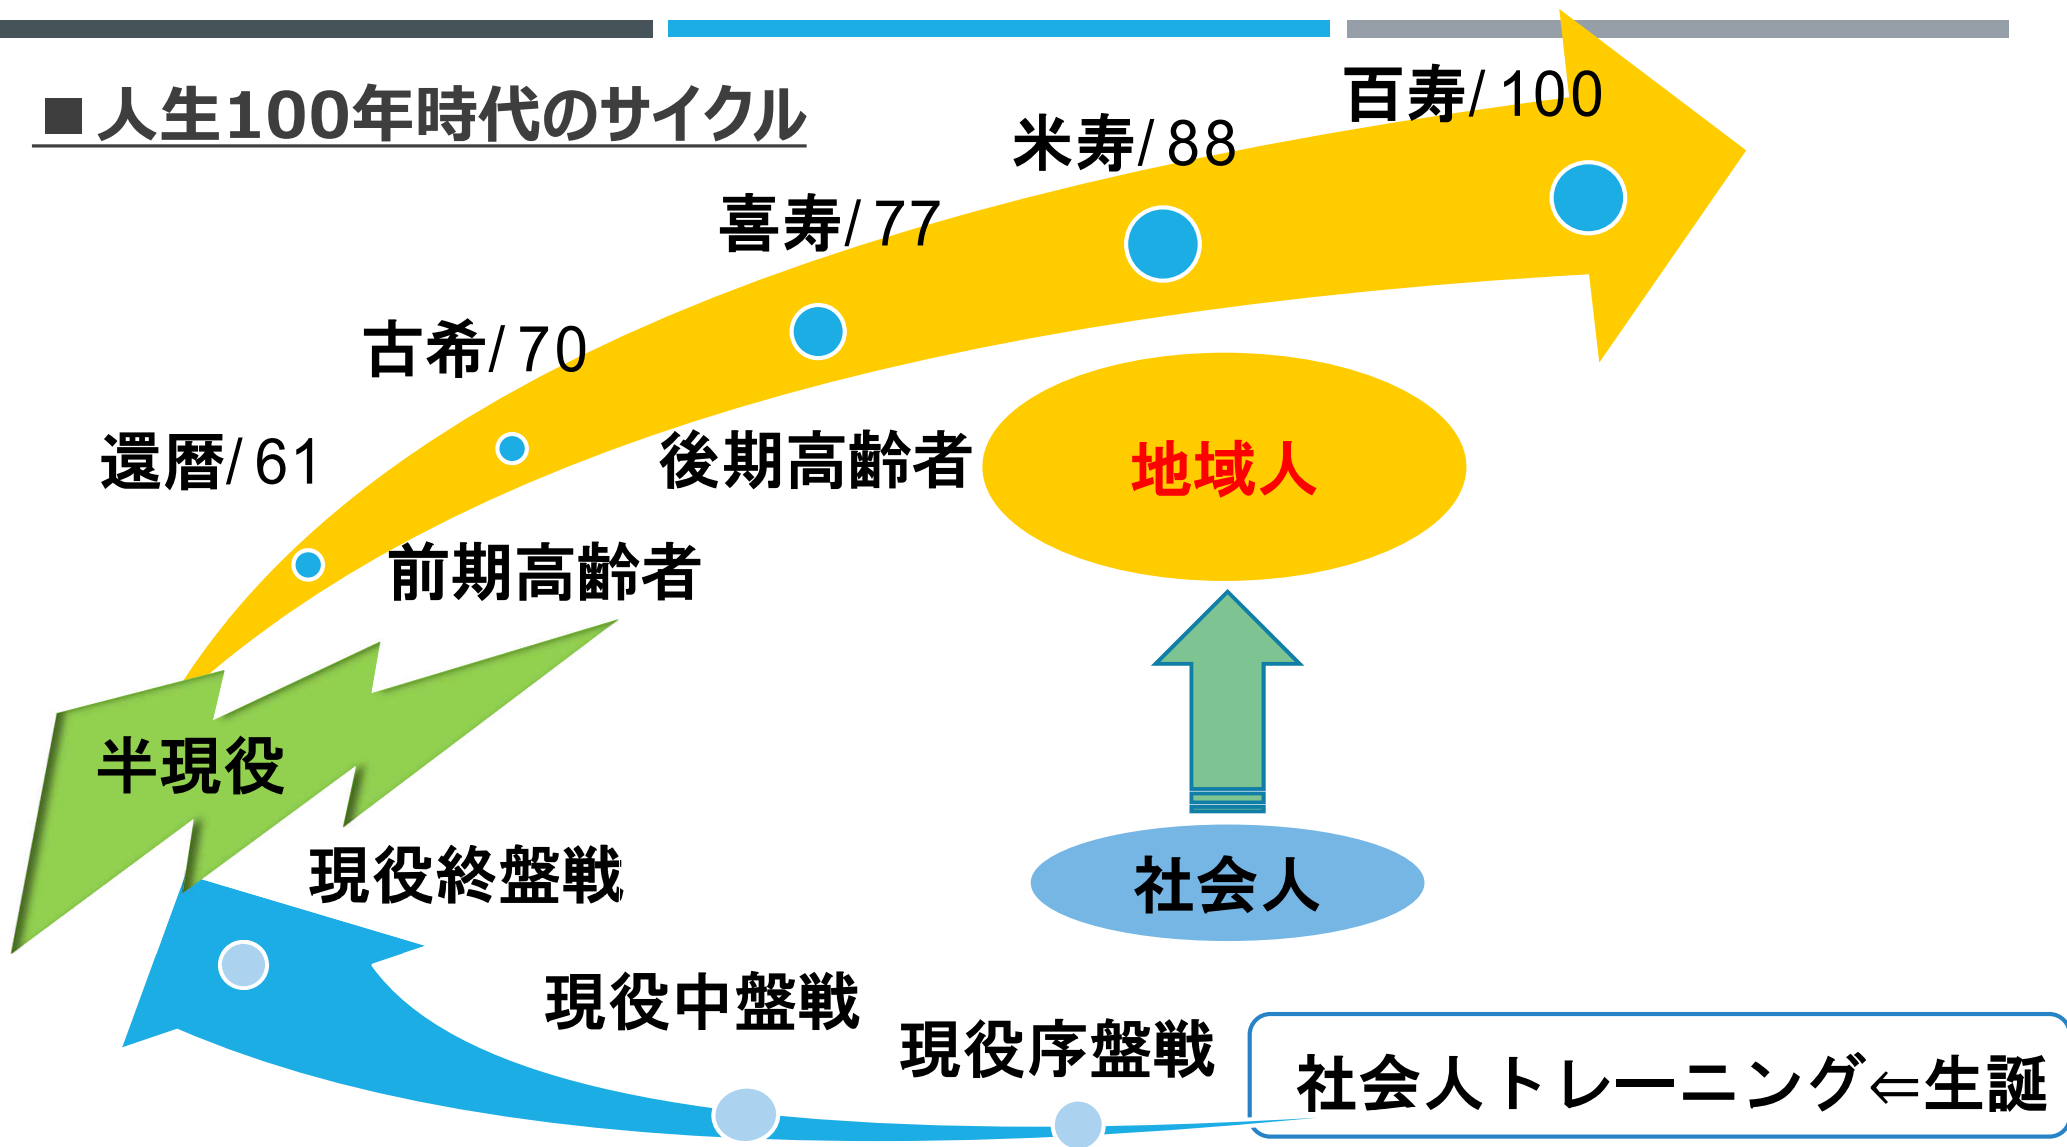 ■ 人生100年時代のサイクル
百寿/100
米寿/88
喜寿/77
古希/70
還暦/61
後期高齢者
地域人
前期高齢者
半現役
現役終盤戦
社会人
現役中盤戦
現役序盤戦
社会人トレーニング⇐生誕